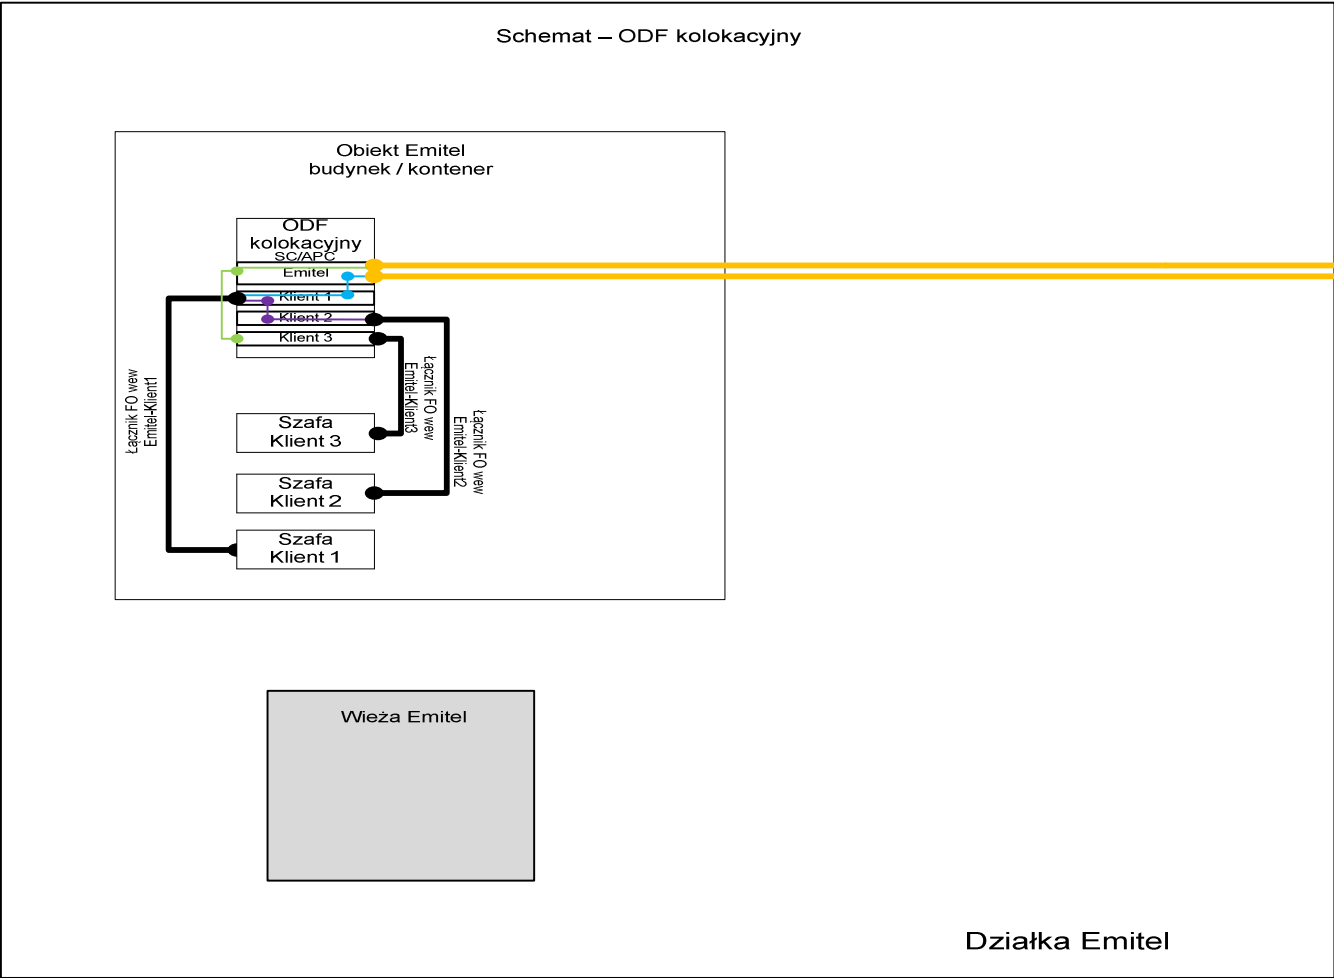 Schemat – ODF kolokacyjny
Obiekt Emitel
budynek / kontener
ODF
kolokacyjny
SC/APC
Emitel
Klient 1
Klient 2
Klient 3
Łącznik FO wew
Emitel-Klient1
Łącznik FO wew
Emitel-Klient3
Łącznik FO wew
Emitel-Klient2
Szafa
Klient 3
Szafa
Klient 2
Szafa
Klient 1
Wieża Emitel
Działka Emitel